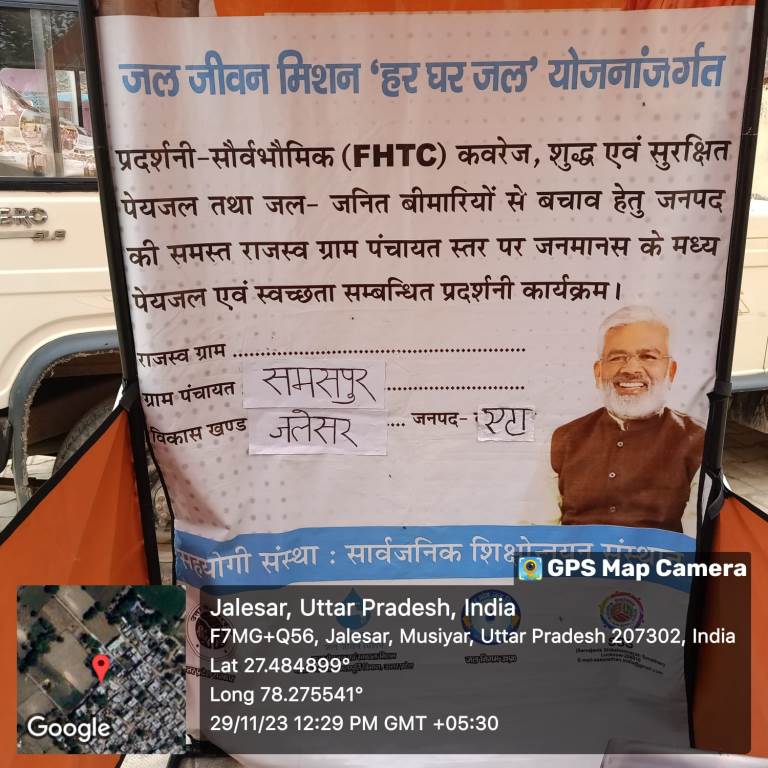 जल जीवन मिशन ‘हर घर जल’ योजनांजर्गत
प्रदर्शनी-सौर्वभौमिक (FHTC) कवरेज, शुद्ध एवं सुरक्षित
पेयजल तथा जल- जनित बीमारियों से बचाव हेतु जनपद
की समस्त राजस्व ग्राम पंचायत स्तर पर जनमानस के मध्य
पेयजल एवं स्वच्छता सम्बन्धित प्रदर्शनी कार्यक्रम।
राजस्व ग्राम
ग्राम पंचायत समसपुर
विकास खण्ड जलेसर .... जनपद- एटा
सहयोगी संस्था : सार्वजनिक शिक्षोन्नयन संस्थान
GPS Map Camera
Jalesar, Uttar Pradesh, India
F7MG+Q56, Jalesar, Musiyar, Uttar Pradesh 207302, India
Lat 27.484899°
Long 78.275541°
29/11/23 12:29 PM GMT +05:30
Google